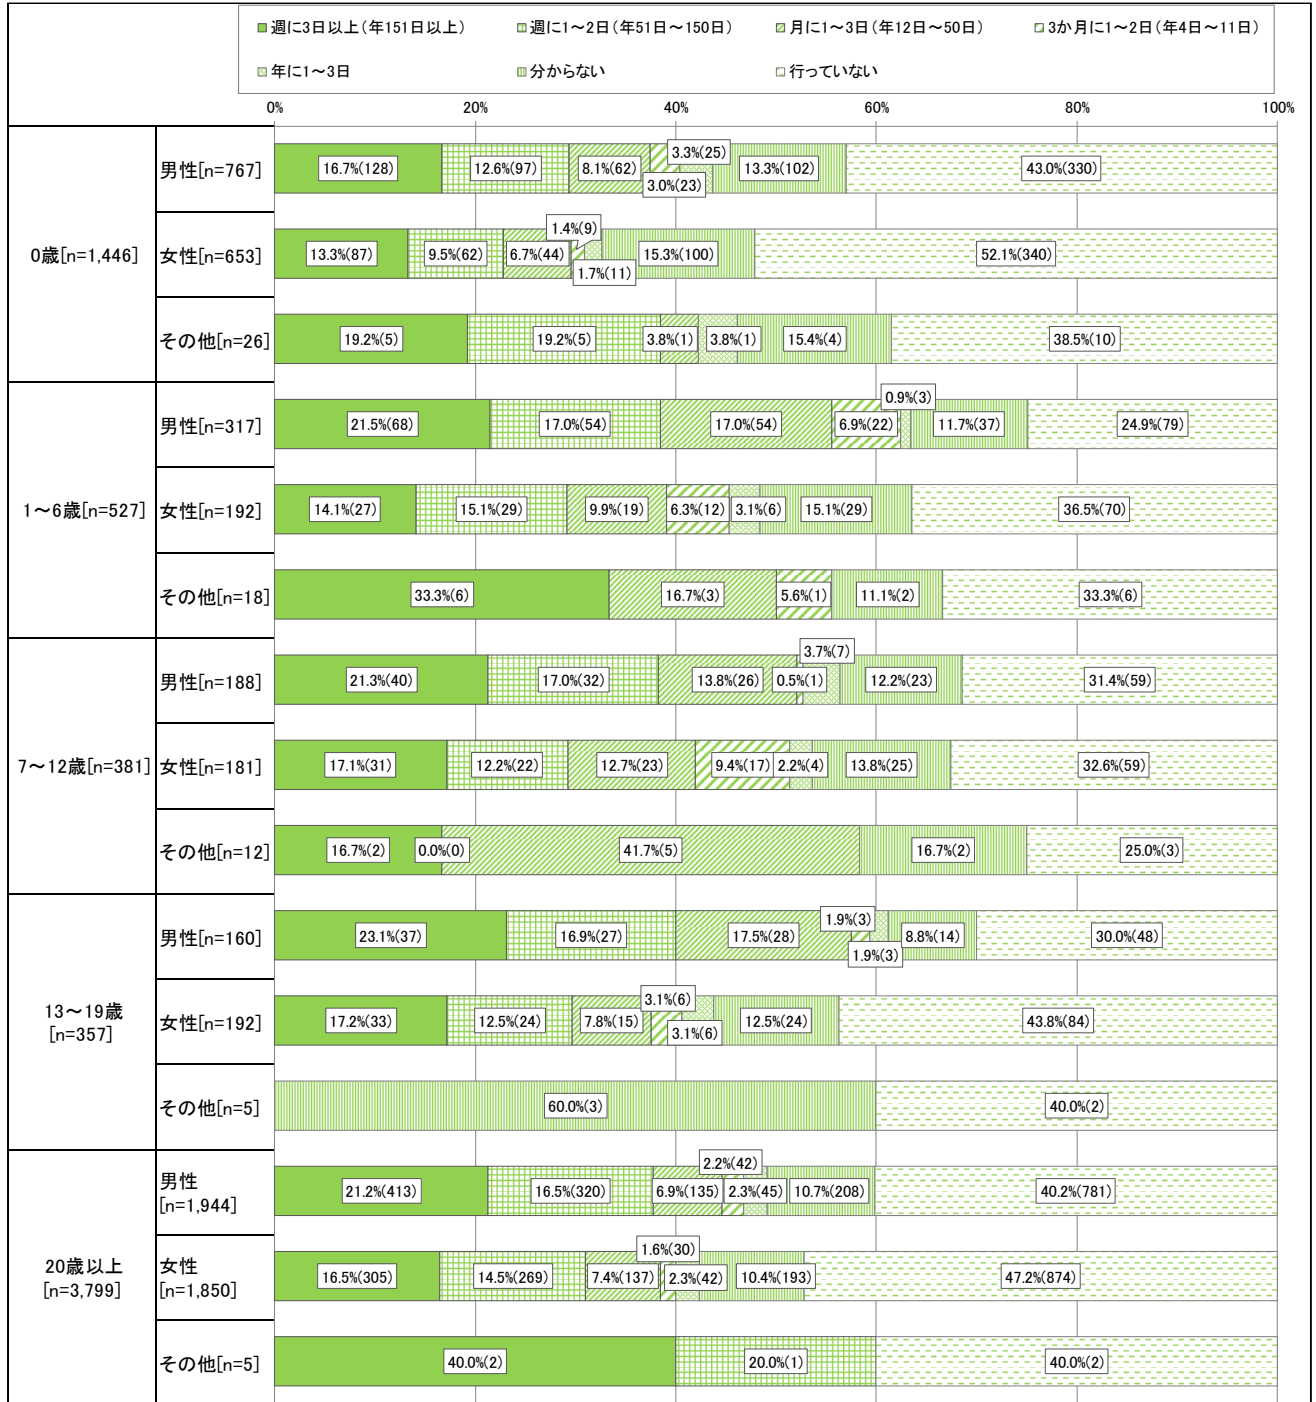 週に3日以上(年151日以上) 週に1～2日(年51日～150日) 月に1～3日(年12日～50日) 3か月に1～2日(年4日～11日)
年に1～3日 分からない 行っていない
0% 20% 40% 60% 80% 100%
0歳[n=1,446]
男性[n=767] 16.7%(128) 12.6%(97) 8.1%(62) 3.0%(23) 3.3%(25) 13.3%(102) 43.0%(330)
女性[n=653] 13.3%(87) 9.5%(62) 6.7%(44) 1.4%(9) 1.7%(11) 15.3%(100) 52.1%(340)
その他[n=26] 19.2%(5) 19.2%(5) 3.8%(1) 3.8%(1) 15.4%(4) 38.5%(10)
1～6歳[n=527]
男性[n=317] 21.5%(68) 17.0%(54) 17.0%(54) 6.9%(22) 0.9%(3) 11.7%(37) 24.9%(79)
女性[n=192] 14.1%(27) 15.1%(29) 9.9%(19) 6.3%(12) 3.1%(6) 15.1%(29) 36.5%(70)
その他[n=18] 33.3%(6) 16.7%(3) 5.6%(1) 11.1%(2) 33.3%(6)
7～12歳[n=381]
男性[n=188] 21.3%(40) 17.0%(32) 13.8%(26) 0.5%(1) 3.7%(7) 12.2%(23) 31.4%(59)
女性[n=181] 17.1%(31) 12.2%(22) 12.7%(23) 9.4%(17) 2.2%(4) 13.8%(25) 32.6%(59)
その他[n=12] 16.7%(2) 0.0%(0) 41.7%(5) 16.7%(2) 25.0%(3)
13～19歳
[n=357]
男性[n=160] 23.1%(37) 16.9%(27) 17.5%(28) 1.9%(3) 1.9%(3) 8.8%(14) 30.0%(48)
女性[n=192] 17.2%(33) 12.5%(24) 7.8%(15) 3.1%(6) 3.1%(6) 12.5%(24) 43.8%(84)
その他[n=5] 60.0%(3) 40.0%(2)
20歳以上
[n=3,799]
男性
[n=1,944] 21.2%(413) 16.5%(320) 6.9%(135) 2.2%(42) 2.3%(45) 10.7%(208) 40.2%(781)
女性
[n=1,850] 16.5%(305) 14.5%(269) 7.4%(137) 1.6%(30) 2.3%(42) 10.4%(193) 47.2%(874)
その他[n=5] 40.0%(2) 20.0%(1) 40.0%(2)